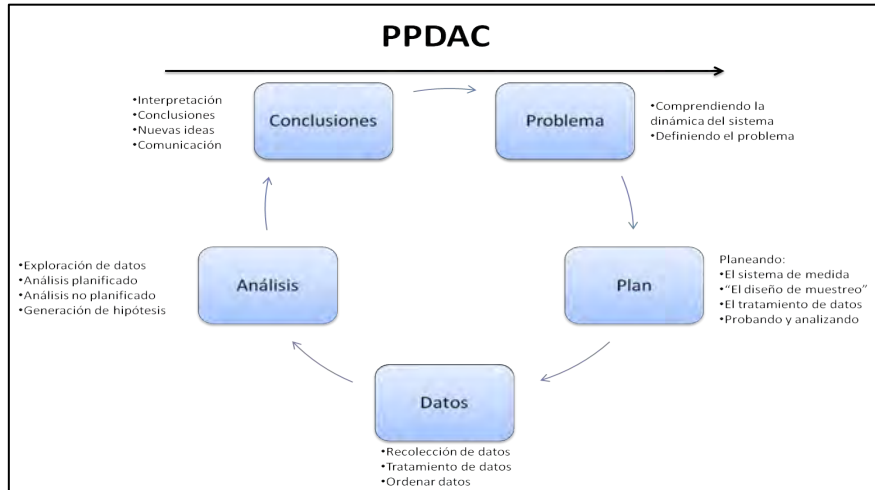 PPDAC
•Interpretación
•Conclusiones
•Nuevas ideas
•Comunicación
Conclusiones
Problema
•Comprendiendo la
dinámica del sistema
•Definiendo el problema
•Exploración de datos
•Análisis planificado
•Análisis no planificado
•Generación de hipótesis
Análisis
Plan
Planeando:
•El sistema de medida
•"El diseño de muestreo"
•El tratamiento de datos
•Probando y analizando
Datos
•Recolección de datos
•Tratamiento de datos
•Ordenar datos